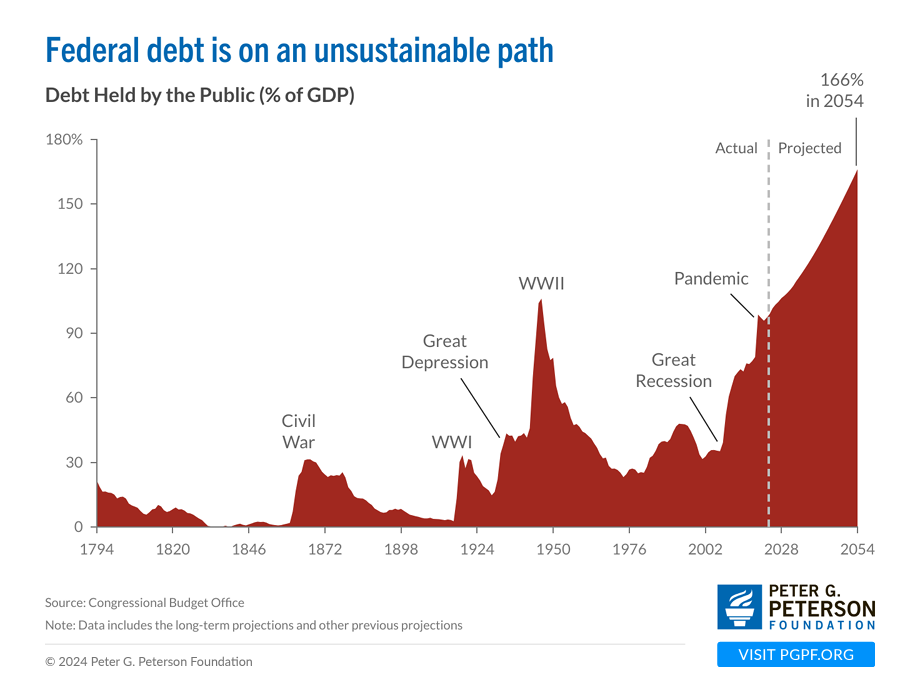 Federal debt is on an unsustainable path
Debt Held by the Public (% of GDP)
166%
in 2054
180%
Actual
Projected
150
120
90
60
30
0
Civil
War
WWI
Great
Depression
WWII
Great
Recession
Pandemic
1794
1820
1846
1872
1898
1924
1950
1976
2002
2028
2054
Source: Congressional Budget Office
Note: Data includes the long-term projections and other previous projections
© 2024 Peter G. Peterson Foundation
PETER G.
PETERSON
FOUNDATION
VISIT PGPF.ORG